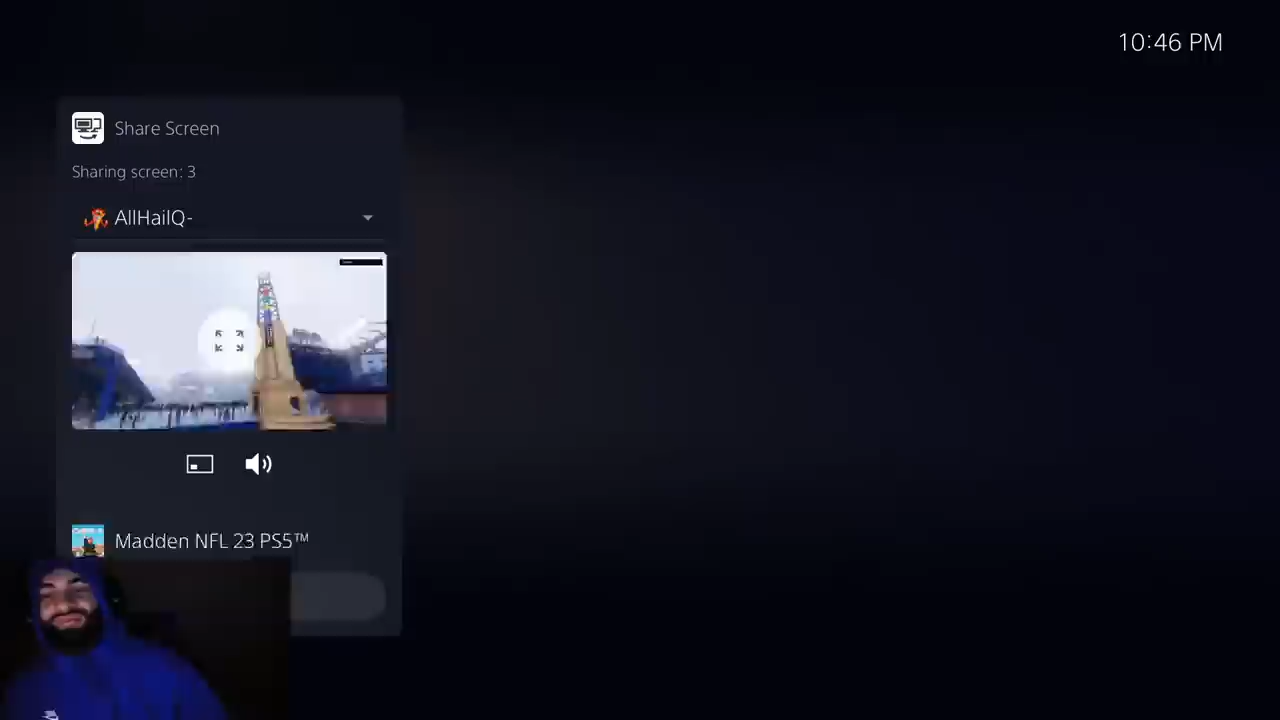 10:46 PM
Share Screen
Sharing screen: 3
AllHailQ-
Madden NFL 23 PS5™